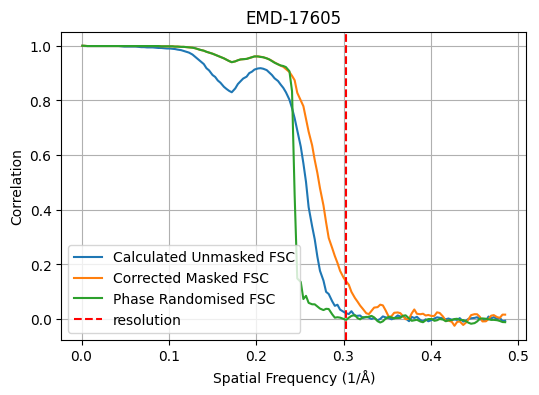 EMD-17605
1.0
0.8
0.6
0.4
0.2
0.0
Correlation
Calculated Unmasked FSC
Corrected Masked FSC
Phase Randomised FSC
resolution
0.0 0.1 0.2 0.3 0.4 0.5
Spatial Frequency (1/Å)